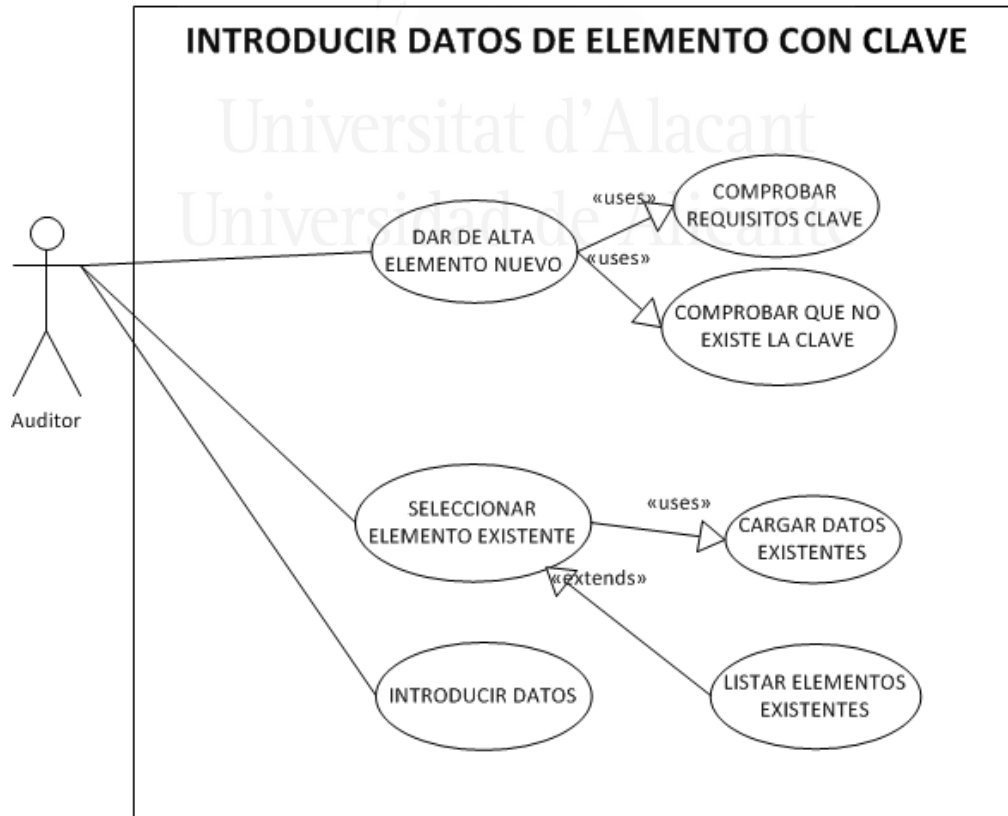 INTRODUCIR DATOS DE ELEMENTO CON CLAVE
Universitat d'Alacant
Universidad de Alicante
COMPROBAR
REQUISITOS CLAVE
«uses»
DAR DE ALTA
ELEMENTO NUEVO
«uses»
COMPROBAR QUE NO
EXISTE LA CLAVE
Auditor
SELECCIONAR
ELEMENTO EXISTENTE
«uses»
CARGAR DATOS
EXISTENTES
«extends»
INTRODUCIR DATOS
LISTAR ELEMENTOS
EXISTENTES